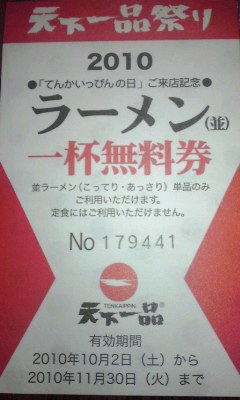 天下一品祭り
2010
●「てんかいっぴんの日」ご来店記念●
ラーメン(並)
一杯無料券
並ラーメン(こってり・あっさり)単品のみ
ご利用いただけます。
定食にはご利用いただけません。
No 179441
TENKAIPPIN
天下一品®
有効期間
2010年10月2日(土)から
2010年11月30日(火)まで